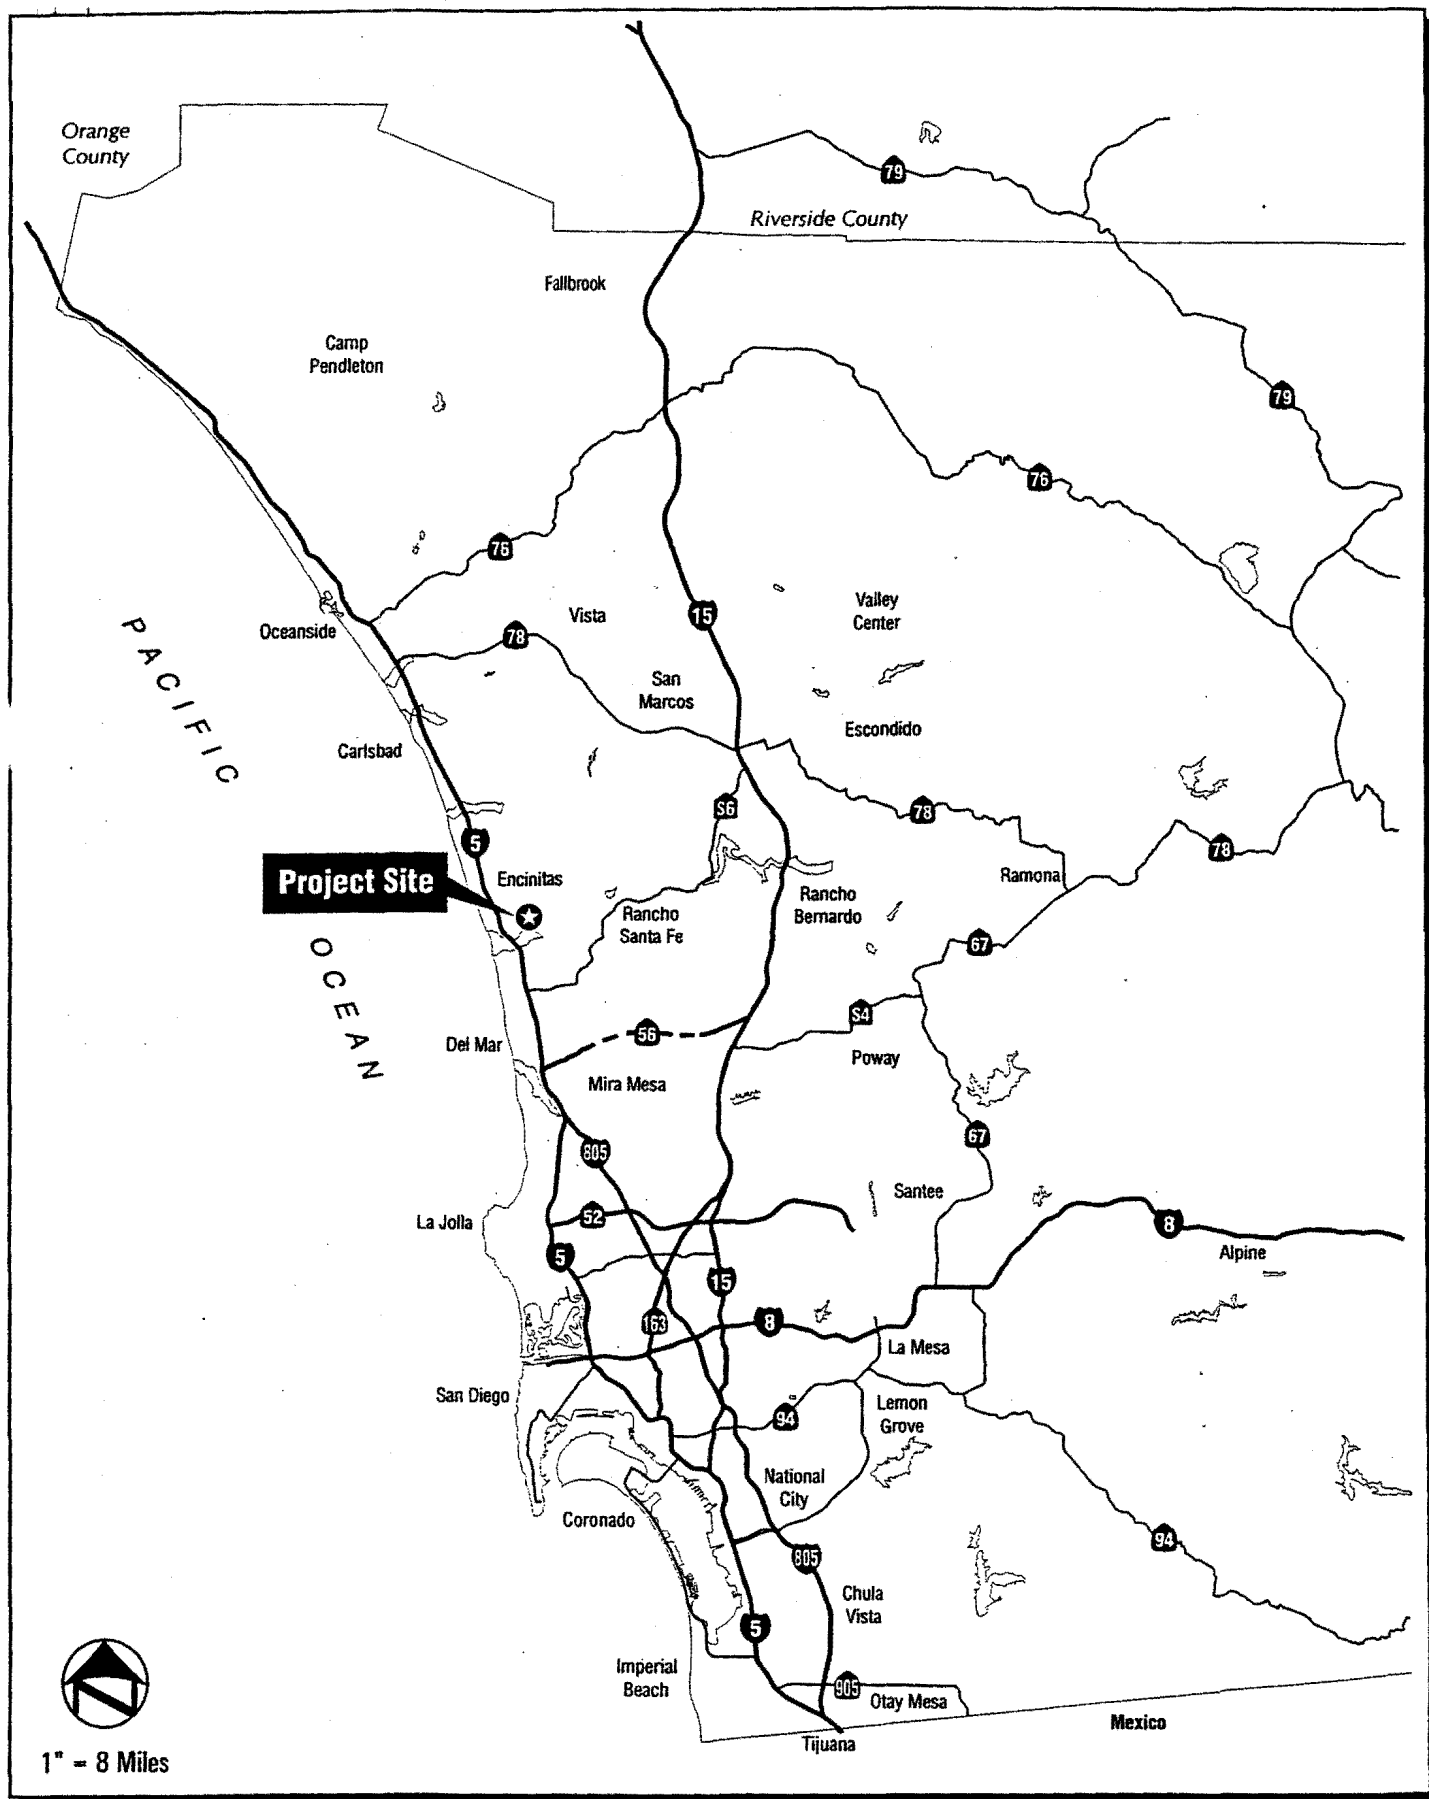 Orange
County
79
Riverside County
Fallbrook
Camp
Pendleton
79
76
76
Valley
Center
15
Vista
78
Oceanside
PACIFIC
San
Marcos
Escondido
Carlsbad
S6
78
5
78
Project Site
Encinitas
Ramona
Rancho
Bernardo
Rancho
Santa Fe
67
OCEAN
S4
56
Del Mar
Poway
Mira Mesa
67
805
Santee
52
La Jolla
8
5
Alpine
15
163
8
La Mesa
San Diego
Lemon
Grove
94
National
City
Coronado
94
805
Chula
Vista
5
Imperial
Beach
905
Otay Mesa
Mexico
Tijuana
1" = 8 Miles